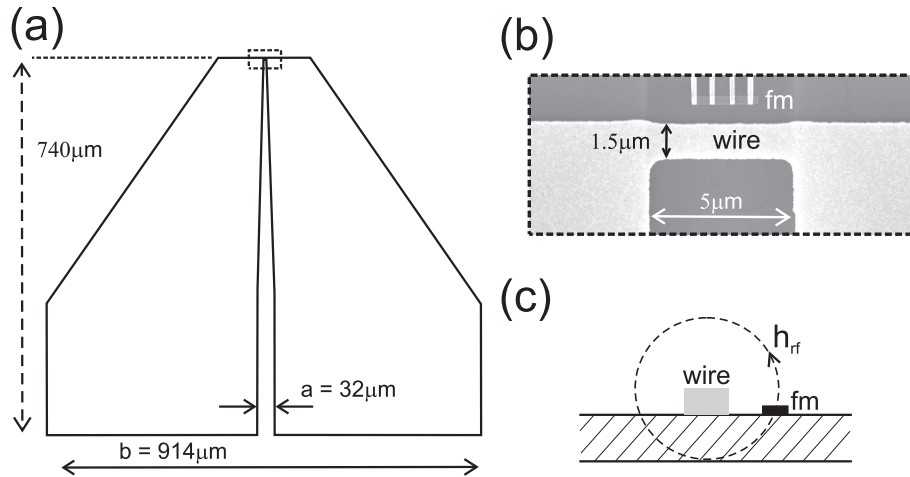 (a)
740μm
a = 32μm
b = 914μm
(b)
fm
1.5μm
wire
5μm
(c)
h_rf
wire
fm